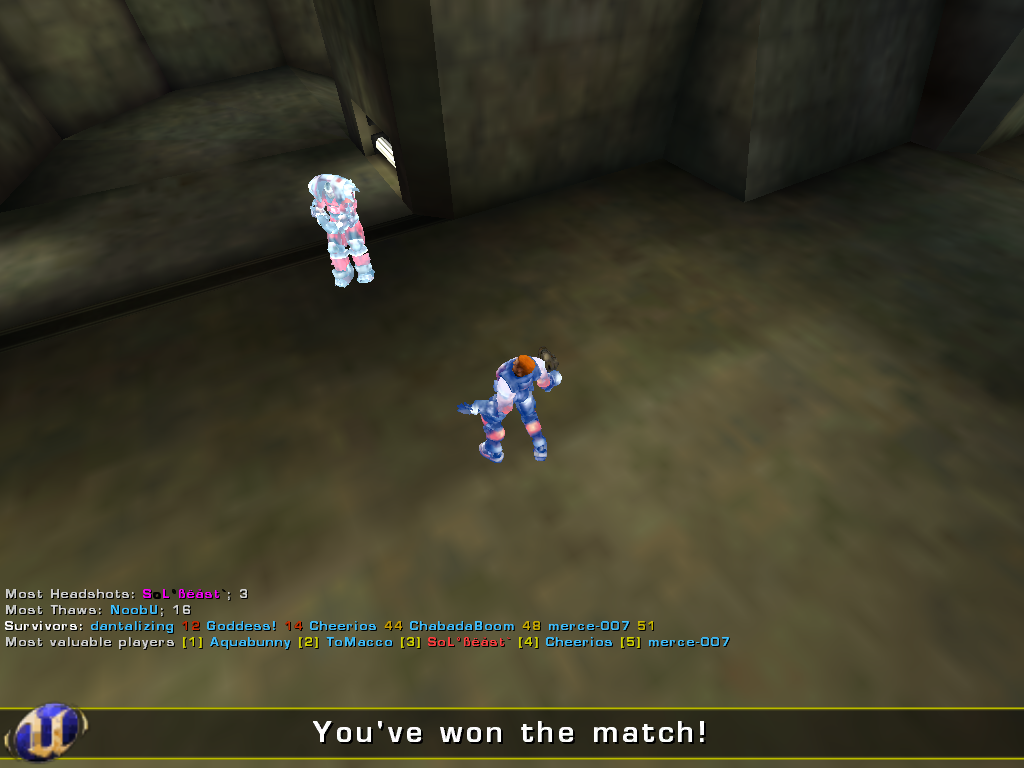 Most Headshots: SoL*ßéást`; 3
Most Thaws: NoobU; 16
Survivors: dantalizing 12 Goddess! 14 Cheerios 44 ChabadaBoom 48 merce-007 51
Most valuable players [1] Aquabunny [2] ToMacco [3] SoL*ßéást` [4] Cheerios [5] merce-007
You've won the match!